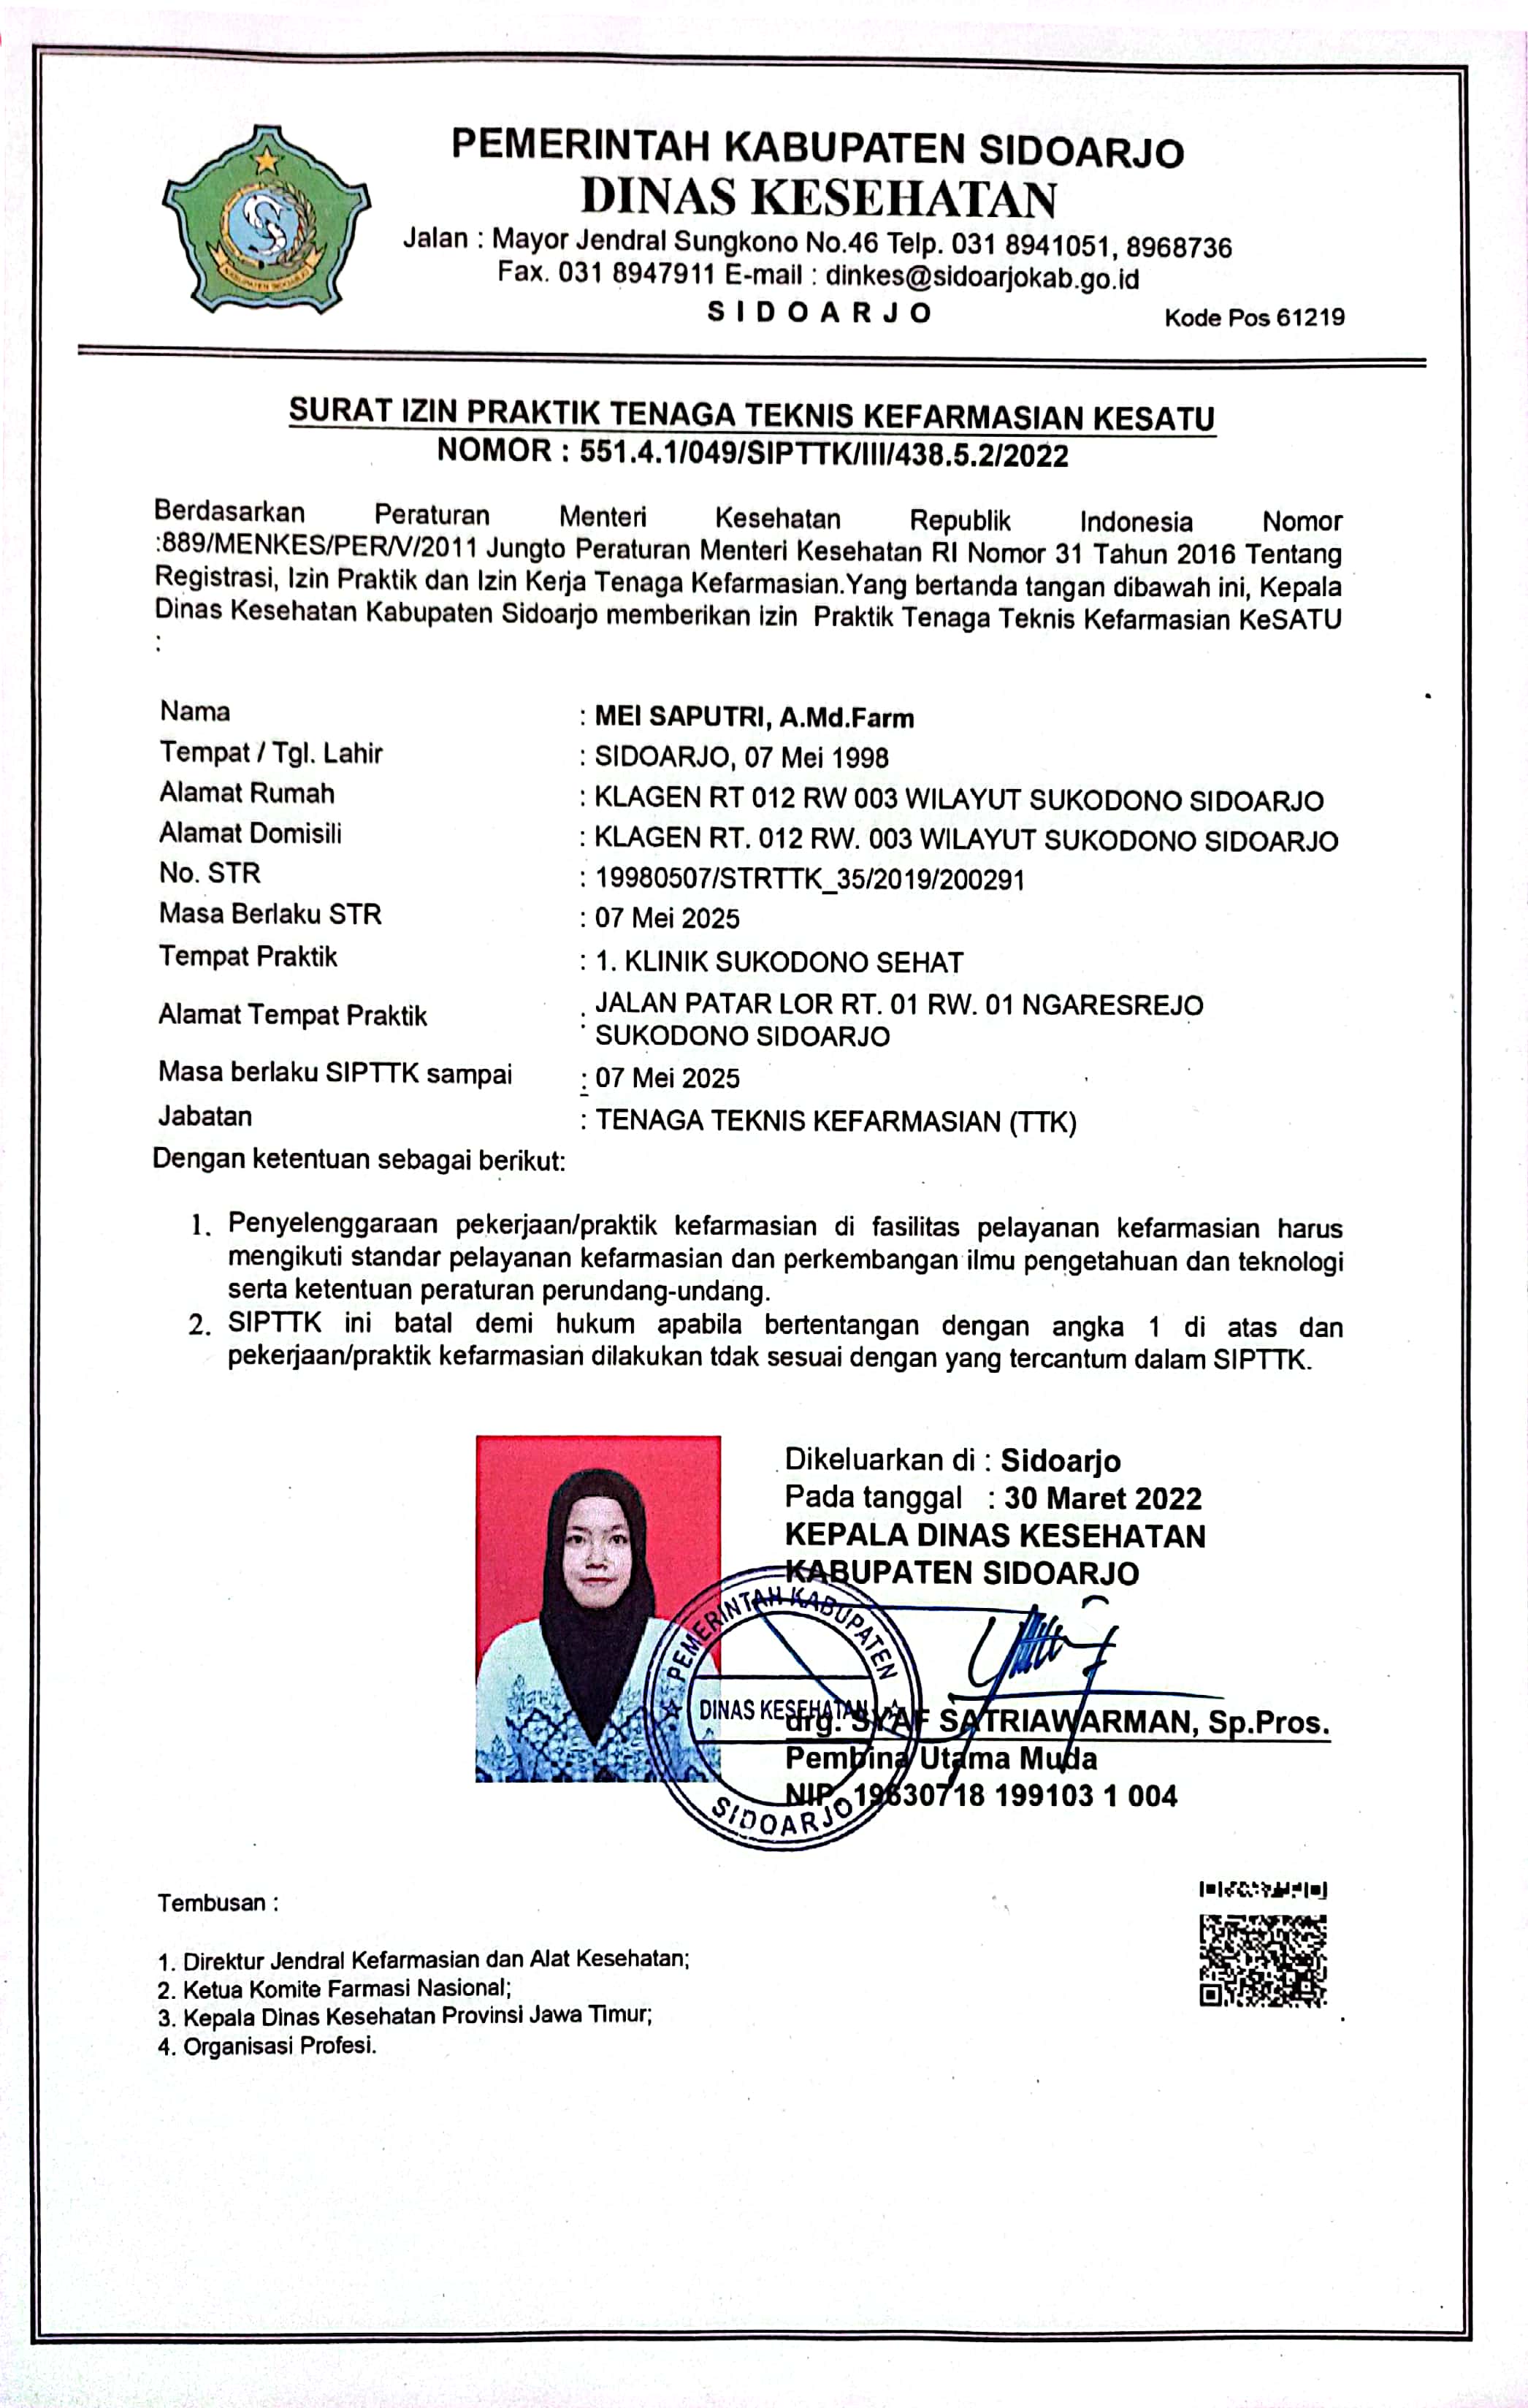 PEMERINTAH KABUPATEN SIDOARJO
DINAS KESEHATAN
Jalan : Mayor Jendral Sungkono No.46 Telp. 031 8941051, 8968736
Fax. 031 8947911 E-mail : dinkes@sidoarjokab.go.id
S I D O A R J O
Kode Pos 61219
KABUPATEN SIDOARJO
SURAT IZIN PRAKTIK TENAGA TEKNIS KEFARMASIAN KESATU
NOMOR : 551.4.1/049/SIPTTK/III/438.5.2/2022
Berdasarkan Peraturan Menteri Kesehatan Republik Indonesia Nomor
:889/MENKES/PER/V/2011 Jungto Peraturan Menteri Kesehatan RI Nomor 31 Tahun 2016 Tentang
Registrasi, Izin Praktik dan Izin Kerja Tenaga Kefarmasian.Yang bertanda tangan dibawah ini, Kepala
Dinas Kesehatan Kabupaten Sidoarjo memberikan izin Praktik Tenaga Teknis Kefarmasian KeSATU
:
Nama : MEI SAPUTRI, A.Md.Farm
Tempat / Tgl. Lahir : SIDOARJO, 07 Mei 1998
Alamat Rumah : KLAGEN RT 012 RW 003 WILAYUT SUKODONO SIDOARJO
Alamat Domisili : KLAGEN RT. 012 RW. 003 WILAYUT SUKODONO SIDOARJO
No. STR : 19980507/STRTTK_35/2019/200291
Masa Berlaku STR : 07 Mei 2025
Tempat Praktik : 1. KLINIK SUKODONO SEHAT
Alamat Tempat Praktik : JALAN PATAR LOR RT. 01 RW. 01 NGARESREJO
SUKODONO SIDOARJO
Masa berlaku SIPTTK sampai : 07 Mei 2025
Jabatan : TENAGA TEKNIS KEFARMASIAN (TTK)
Dengan ketentuan sebagai berikut:
1. Penyelenggaraan pekerjaan/praktik kefarmasian di fasilitas pelayanan kefarmasian harus
mengikuti standar pelayanan kefarmasian dan perkembangan ilmu pengetahuan dan teknologi
serta ketentuan peraturan perundang-undang.
2. SIPTTK ini batal demi hukum apabila bertentangan dengan angka 1 di atas dan
pekerjaan/praktik kefarmasian dilakukan tdak sesuai dengan yang tercantum dalam SIPTTK.
Dikeluarkan di : Sidoarjo
Pada tanggal : 30 Maret 2022
KEPALA DINAS KESEHATAN
KABUPATEN SIDOARJO
PEMERINTAH KABUPATEN
DINAS KESEHATAN
SIDOARJO
drg. SYAF SATRIAWARMAN, Sp.Pros.
Pembina Utama Muda
NIP. 19630718 199103 1 004
Tembusan :
1. Direktur Jendral Kefarmasian dan Alat Kesehatan;
2. Ketua Komite Farmasi Nasional;
3. Kepala Dinas Kesehatan Provinsi Jawa Timur;
4. Organisasi Profesi.